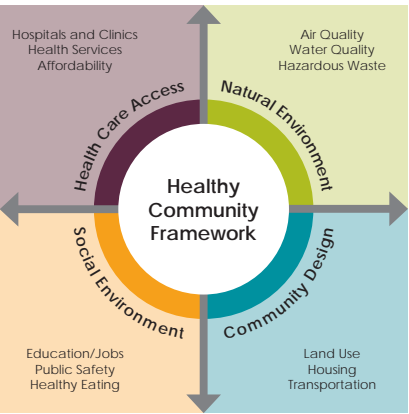 Hospitals and Clinics
Health Services
Affordability
Air Quality
Water Quality
Hazardous Waste
Health Care Access
Natural Environment
Healthy
Community
Framework
Social Environment
Community Design
Education/Jobs
Public Safety
Healthy Eating
Land Use
Housing
Transportation